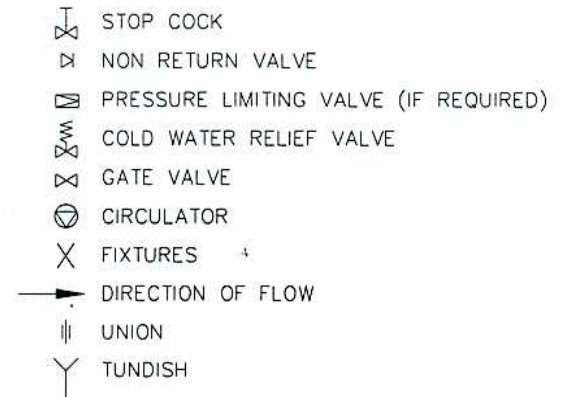 STOP COCK
NON RETURN VALVE
PRESSURE LIMITING VALVE (IF REQUIRED)
COLD WATER RELIEF VALVE
GATE VALVE
CIRCULATOR
FIXTURES
DIRECTION OF FLOW
UNION
TUNDISH